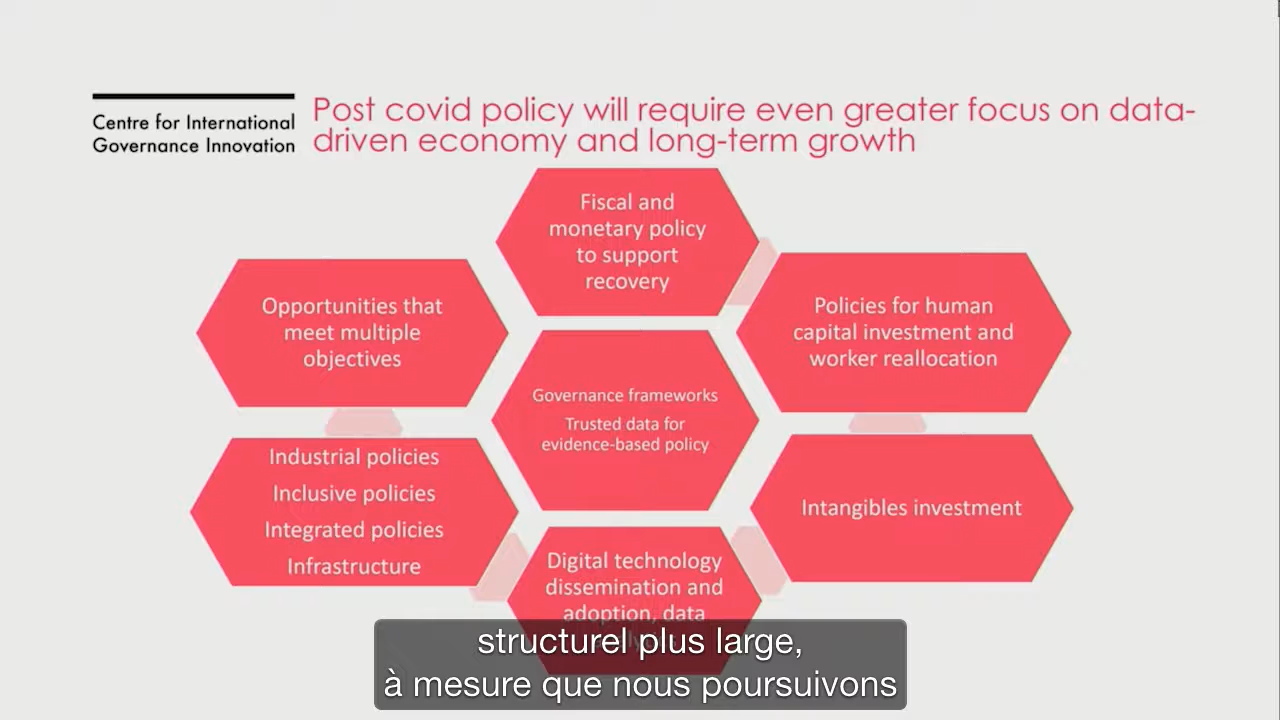 Centre for International
Governance Innovation
Post covid policy will require even greater focus on data-
driven economy and long-term growth
Fiscal and
monetary policy
to support
recovery
Opportunities that
meet multiple
objectives
Policies for human
capital investment and
worker reallocation
Governance frameworks
Trusted data for
evidence-based policy
Industrial policies
Inclusive policies
Integrated policies
Infrastructure
Intangibles investment
Digital technology
dissemination and
adoption, data
structurel plus large,
à mesure que nous poursuivons